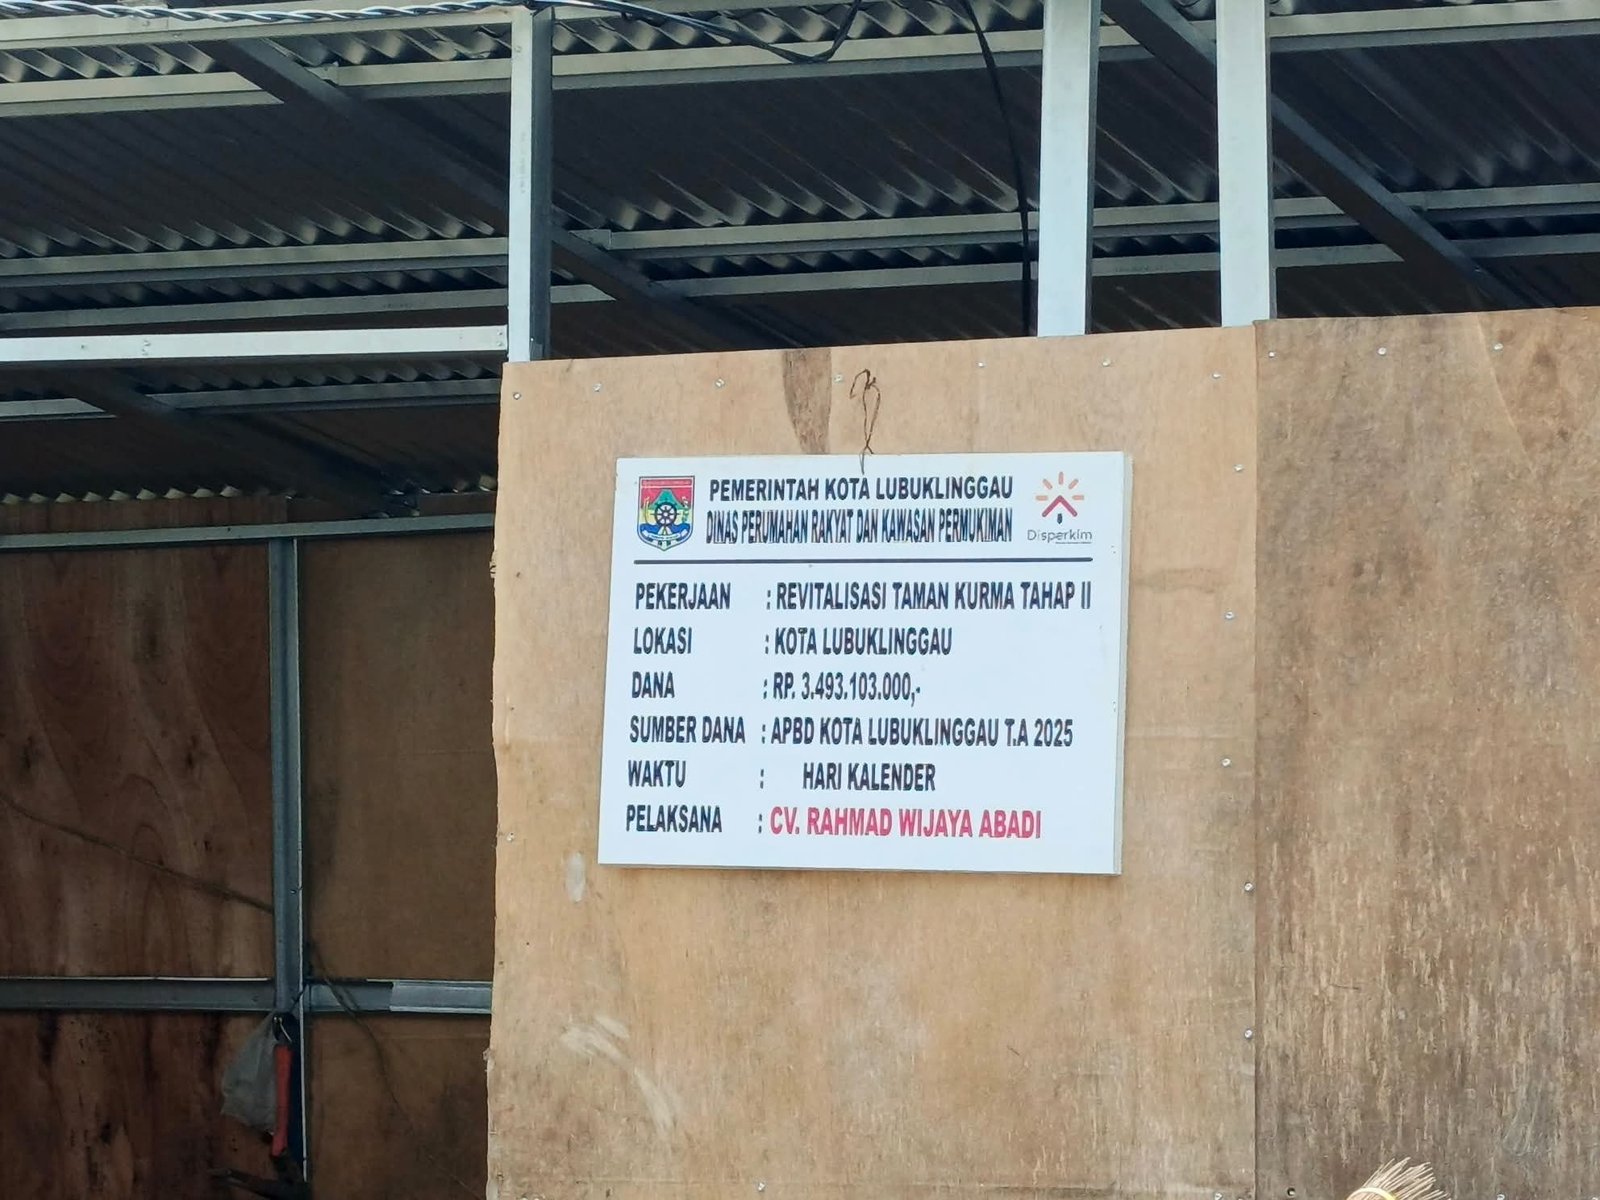 PEMERINTAH KOTA LUBUKLINGGAU
DINAS PERUMAHAN RAKYAT DAN KAWASAN PERMUKIMAN
Disperkim
PEKERJAAN : REVITALISASI TAMAN KURMA TAHAP II
LOKASI : KOTA LUBUKLINGGAU
DANA : RP. 3.493.103.000,-
SUMBER DANA : APBD KOTA LUBUKLINGGAU T.A 2025
WAKTU : HARI KALENDER
PELAKSANA : CV. RAHMAD WIJAYA ABADI